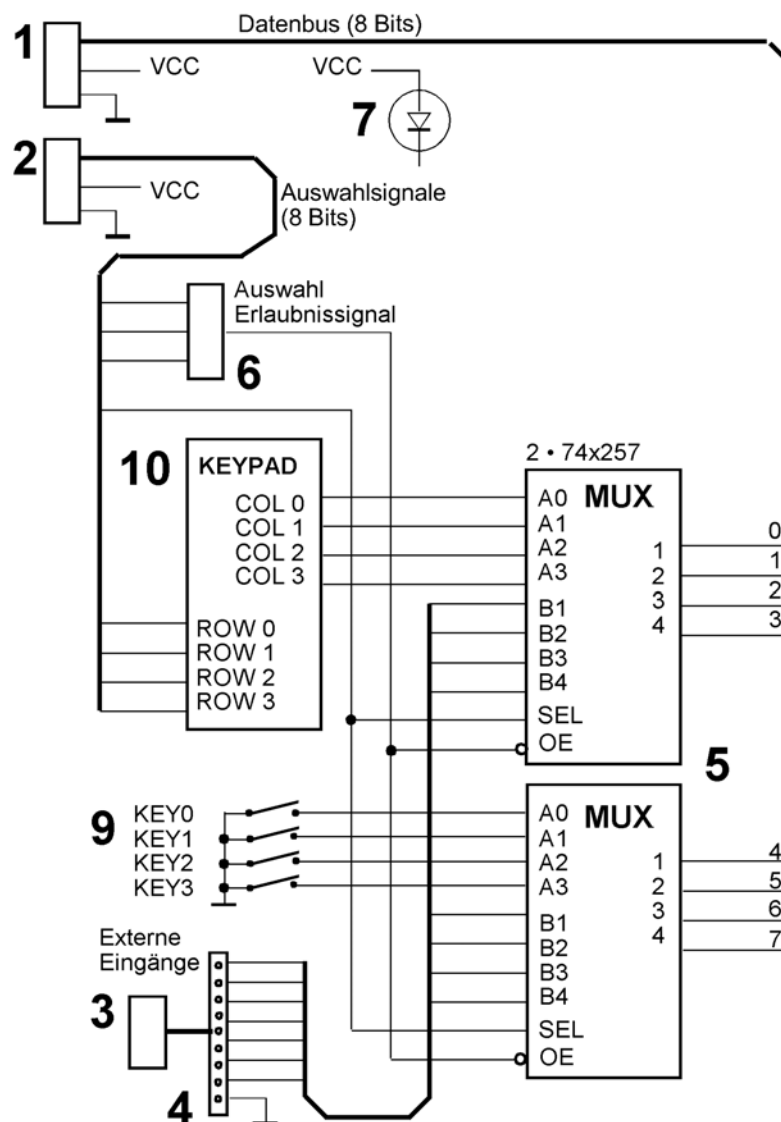 Datenbus (8 Bits)
1
VCC
VCC
7
2
VCC
Auswahlsignale
(8 Bits)
Auswahl
Erlaubnissignal
6
10
KEYPAD
COL 0
COL 1
COL 2
COL 3
ROW 0
ROW 1
ROW 2
ROW 3
2 • 74x257
MUX
A0
A1
A2
A3
B1
B2
B3
B4
SEL
OE
1
2
3
4
0
1
2
3
5
9
KEY0
KEY1
KEY2
KEY3
MUX
A0
A1
A2
A3
B1
B2
B3
B4
SEL
OE
1
2
3
4
4
5
6
7
Externe
Eingänge
3
4